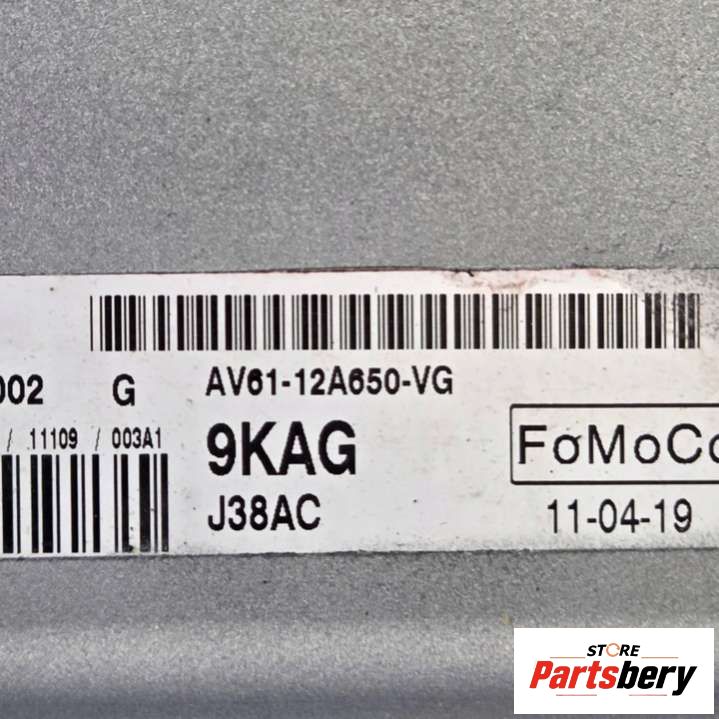 AV61-12A650-VG
002 G
/ 11109 / 003A1
9KAG
J38AC
FoMoCo
11-04-19
STORE
Partsbery